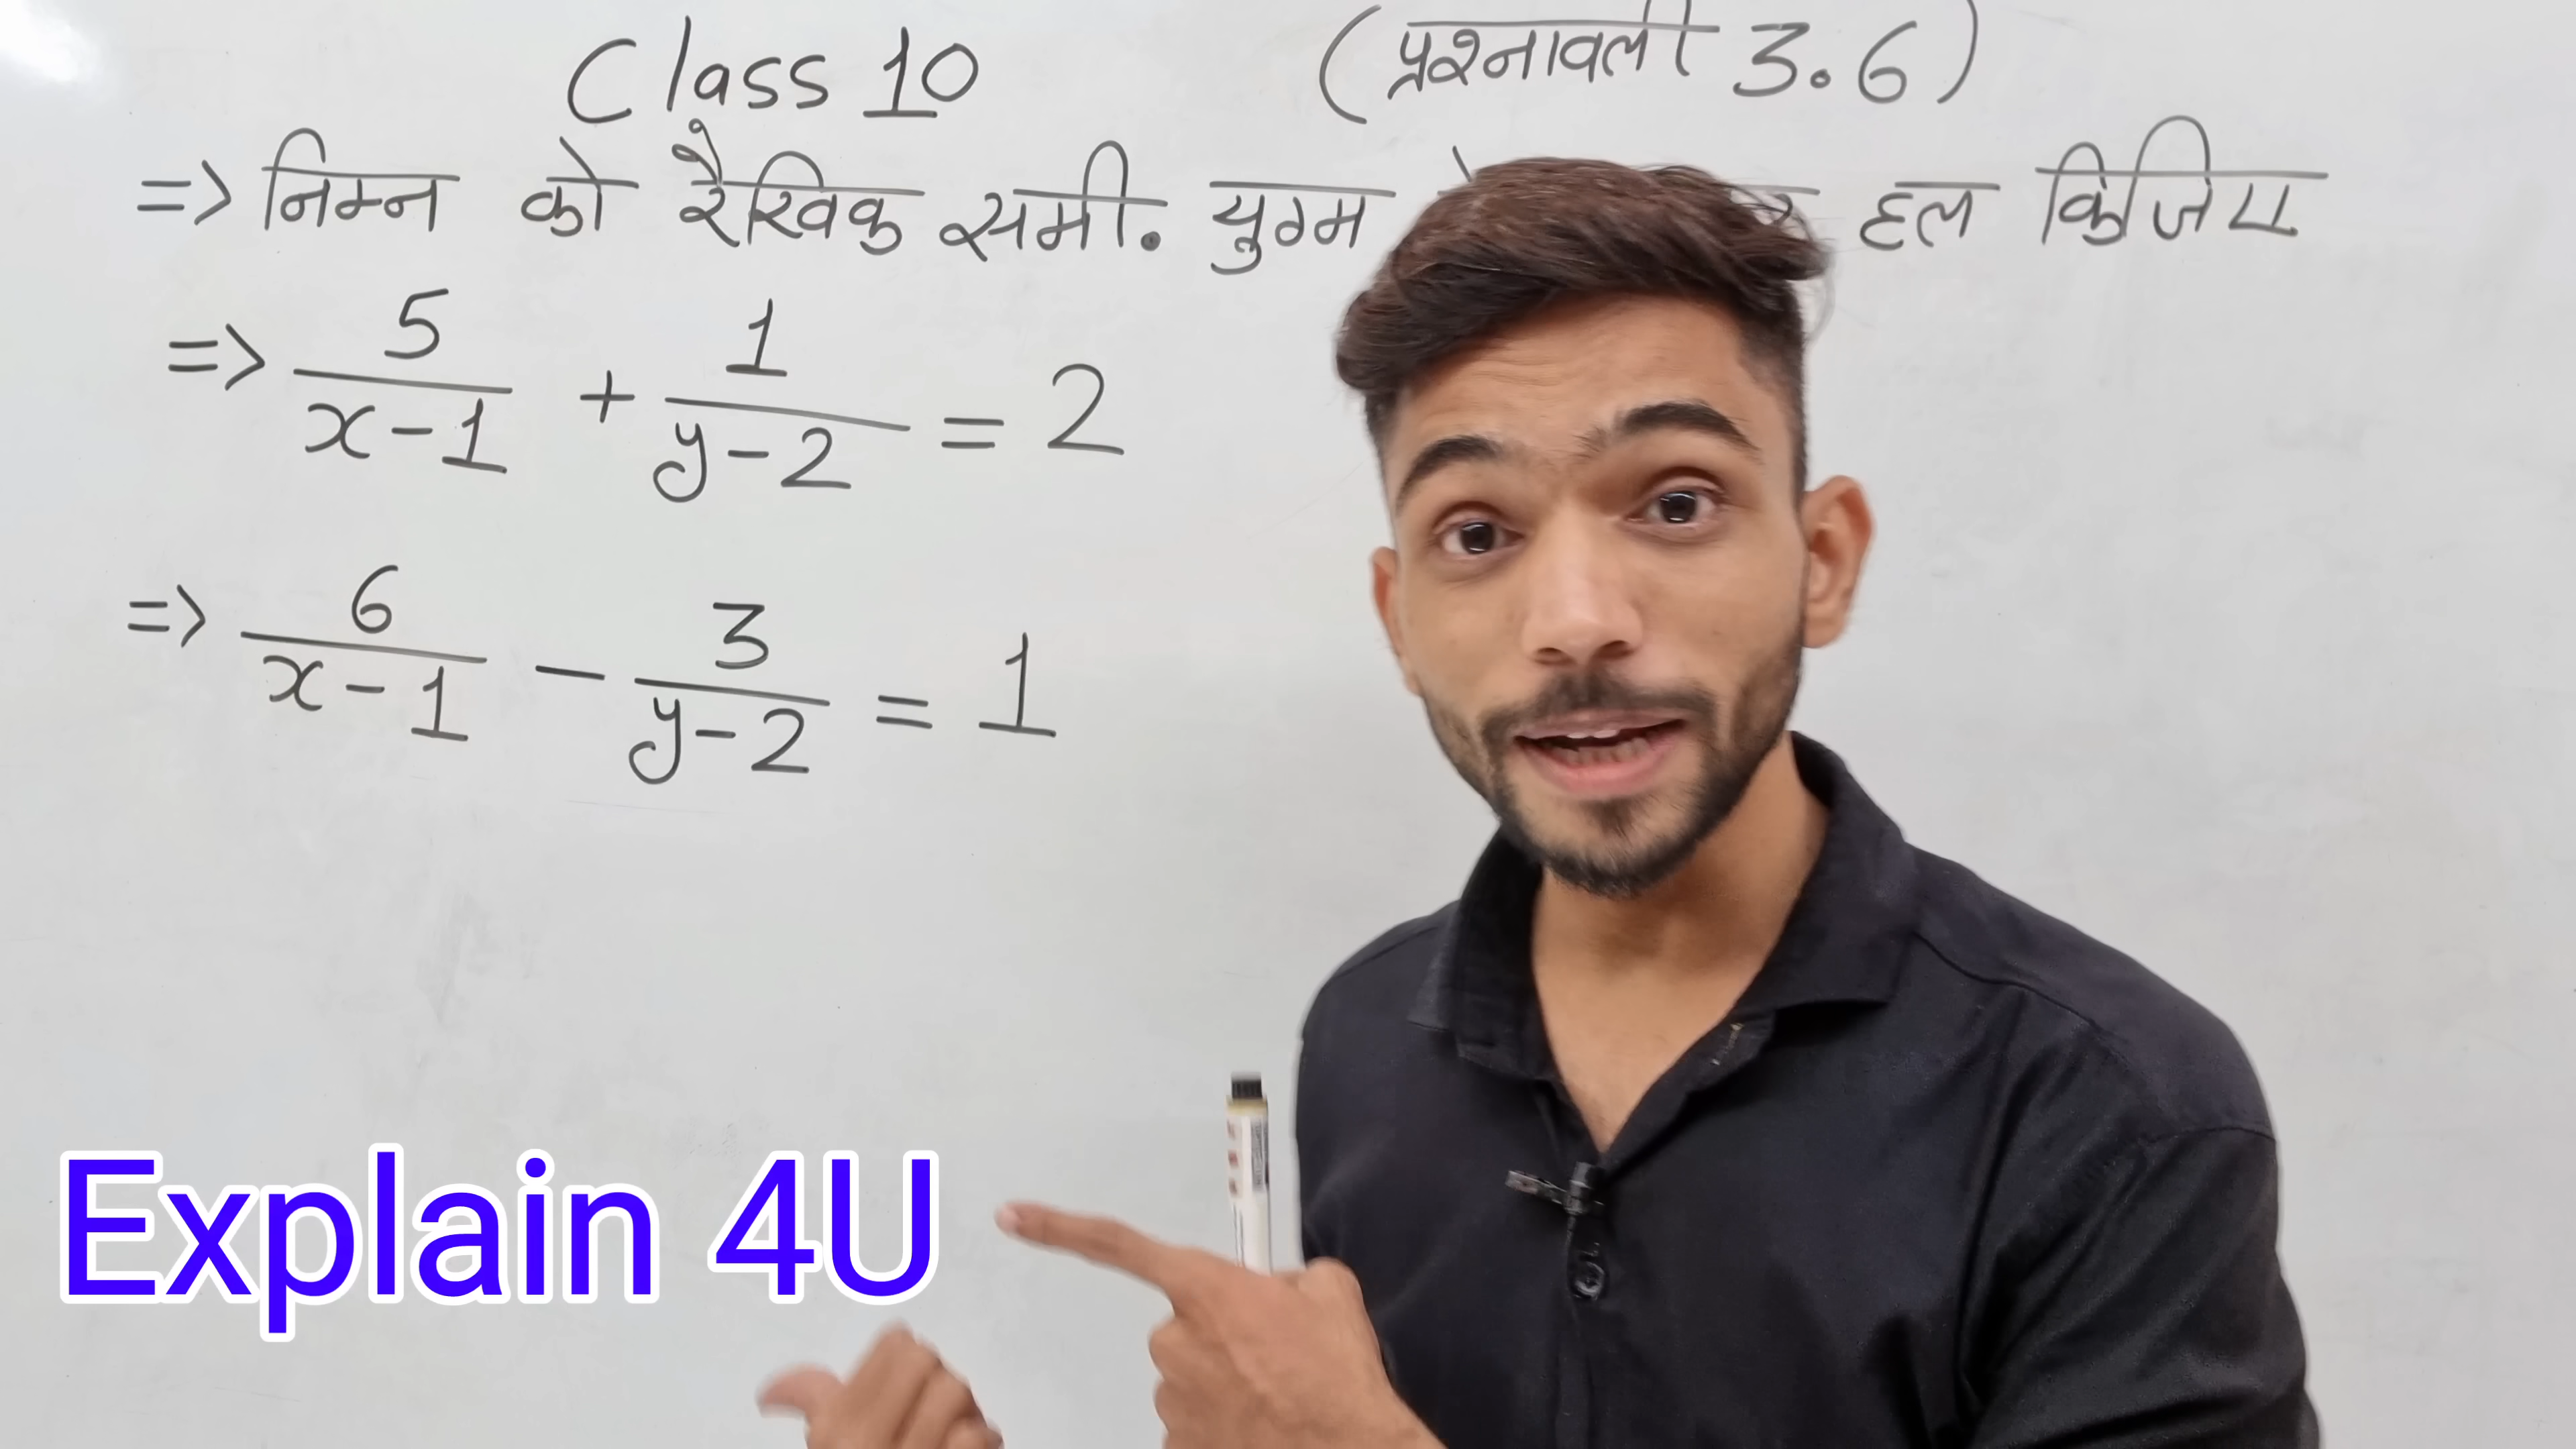 Class 10 (प्रश्नावली 3.6)
=> निम्न को रैखिक समी. युग्म हल किजिए
=> 5/(x-1) + 1/(y-2) = 2
=> 6/(x-1) - 3/(y-2) = 1
Explain 4U